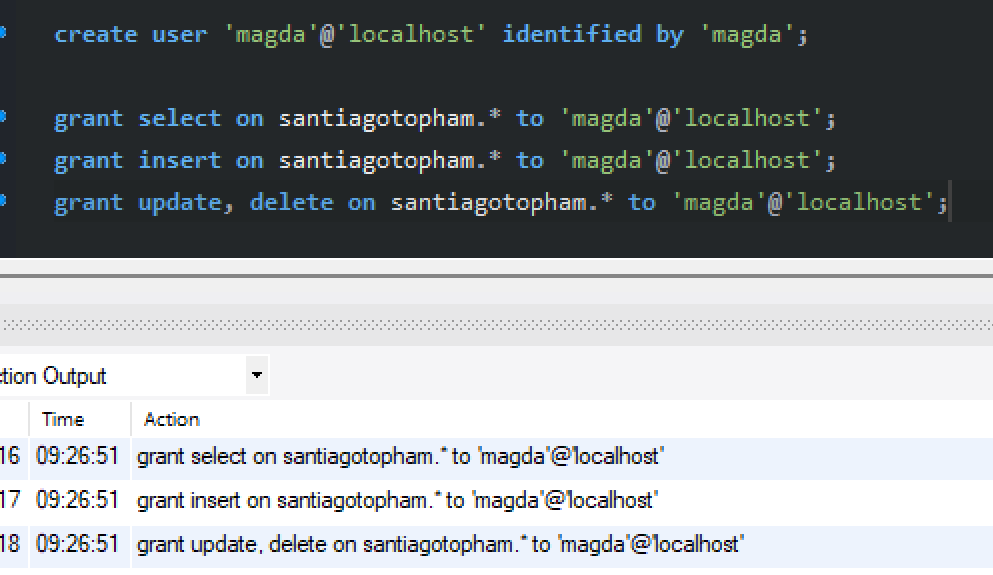 create user 'magda'@'localhost' identified by 'magda';
grant select on santiagotopham.* to 'magda'@'localhost';
grant insert on santiagotopham.* to 'magda'@'localhost';
grant update, delete on santiagotopham.* to 'magda'@'localhost';
tion Output
Time Action
16 09:26:51 grant select on santiagotopham.* to 'magda'@'localhost'
17 09:26:51 grant insert on santiagotopham.* to 'magda'@'localhost'
18 09:26:51 grant update, delete on santiagotopham.* to 'magda'@'localhost'